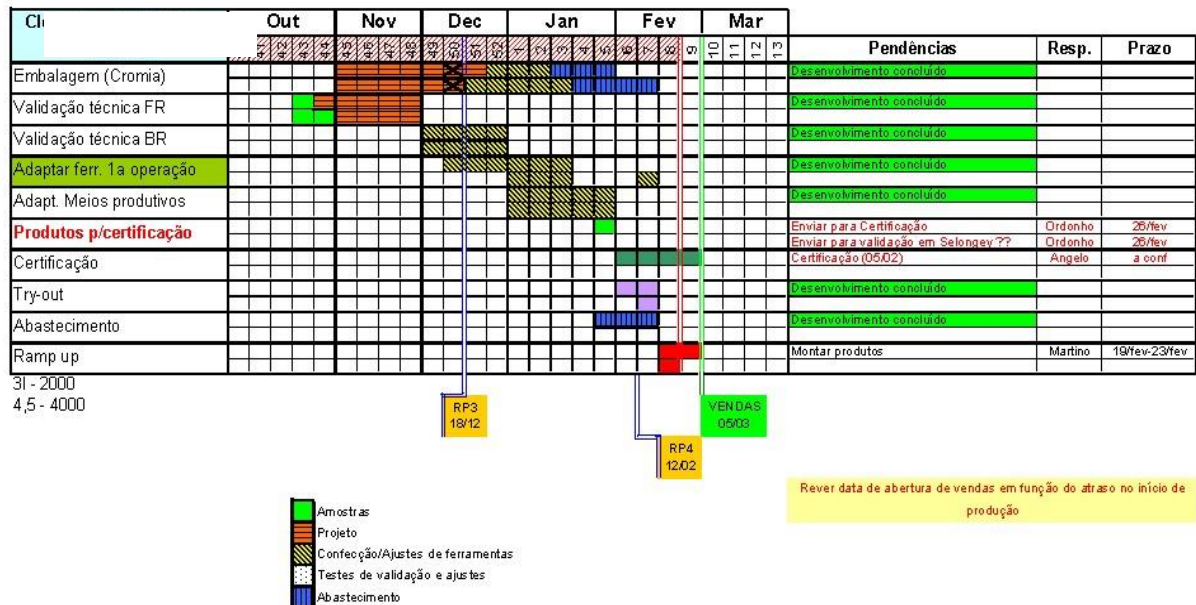 Out Nov Dec Jan Fev Mar
41 42 43 44 45 46 47 48 49 50 51 52 1 2 3 4 5 6 7 8 9 10 11 12 13 Pendências Resp. Prazo
Embalagem (Cromia) Desenvolvimento concluído
Validação técnica FR Desenvolvimento concluído
Validação técnica BR Desenvolvimento concluído
Adaptar ferr. 1a operação Desenvolvimento concluído
Adapt. Meios produtivos Desenvolvimento concluído
Produtos p/certificação Enviar para Certificação Ordonho 26/fev
Enviar para validação em Selongey ?? Ordonho 26/fev
Certificação Certificação (05/02) Angelo a conf
Try-out Desenvolvimento concluído
Abastecimento Desenvolvimento concluído
Ramp up Montar produtos Martino 19/fev-23/fev
3l - 2000
4,5 - 4000
RP3
18/12
VENDAS
05/03
RP4
12/02
Rever data de abertura de vendas em função do atraso no início de
produção
Amostras
Projeto
Confecção/Ajustes de ferramentas
Testes de validação e ajustes
Abastecimento